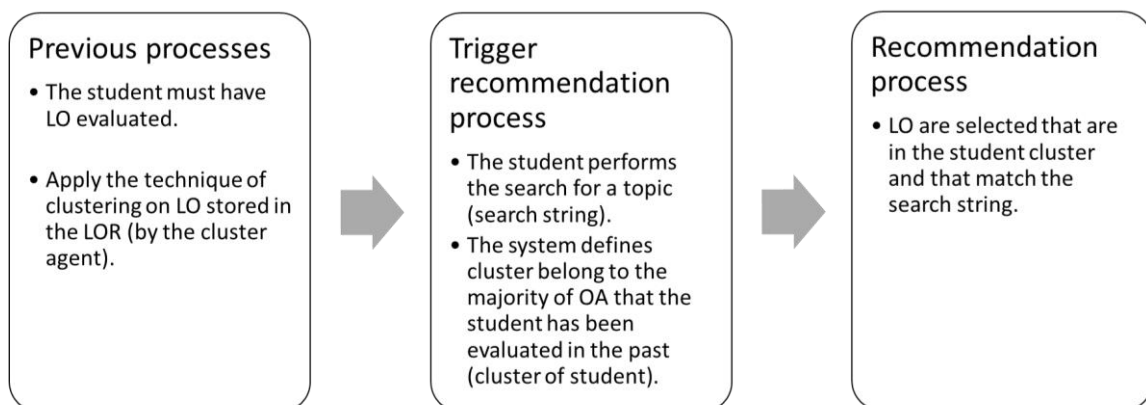 Previous processes
• The student must have
LO evaluated.
• Apply the technique of
clustering on LO stored in
the LOR (by the cluster
agent).
Trigger
recommendation
process
• The student performs
the search for a topic
(search string).
• The system defines
cluster belong to the
majority of OA that the
student has been
evaluated in the past
(cluster of student).
Recommendation
process
• LO are selected that are
in the student cluster
and that match the
search string.